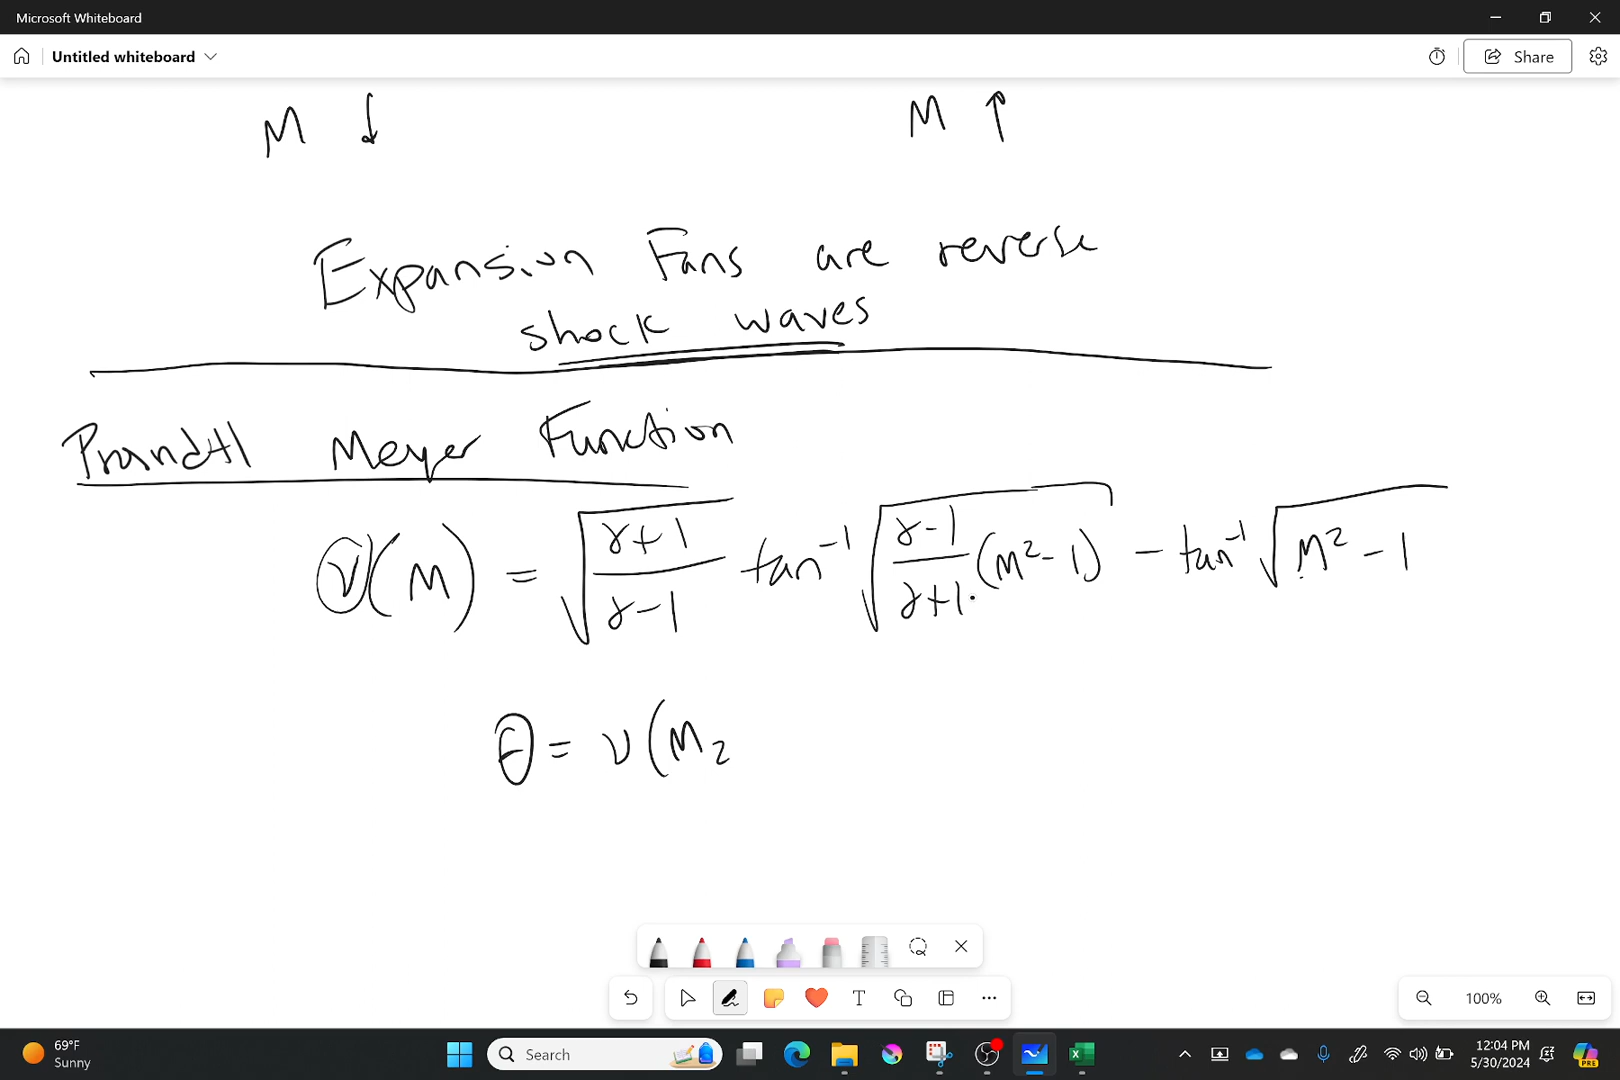 Microsoft Whiteboard
Untitled whiteboard
Share
M ↓ M ↑
Expansion Fans are reverse
shock waves
Prandtl Meyer Function
ν(M) = √((γ+1)/(γ-1)) tan⁻¹ √((γ-1)/(γ+1)·(M²-1)) - tan⁻¹ √(M²-1)
θ = ν(M₂
100%
69°F
Sunny
Search
PRE
12:04 PM
5/30/2024